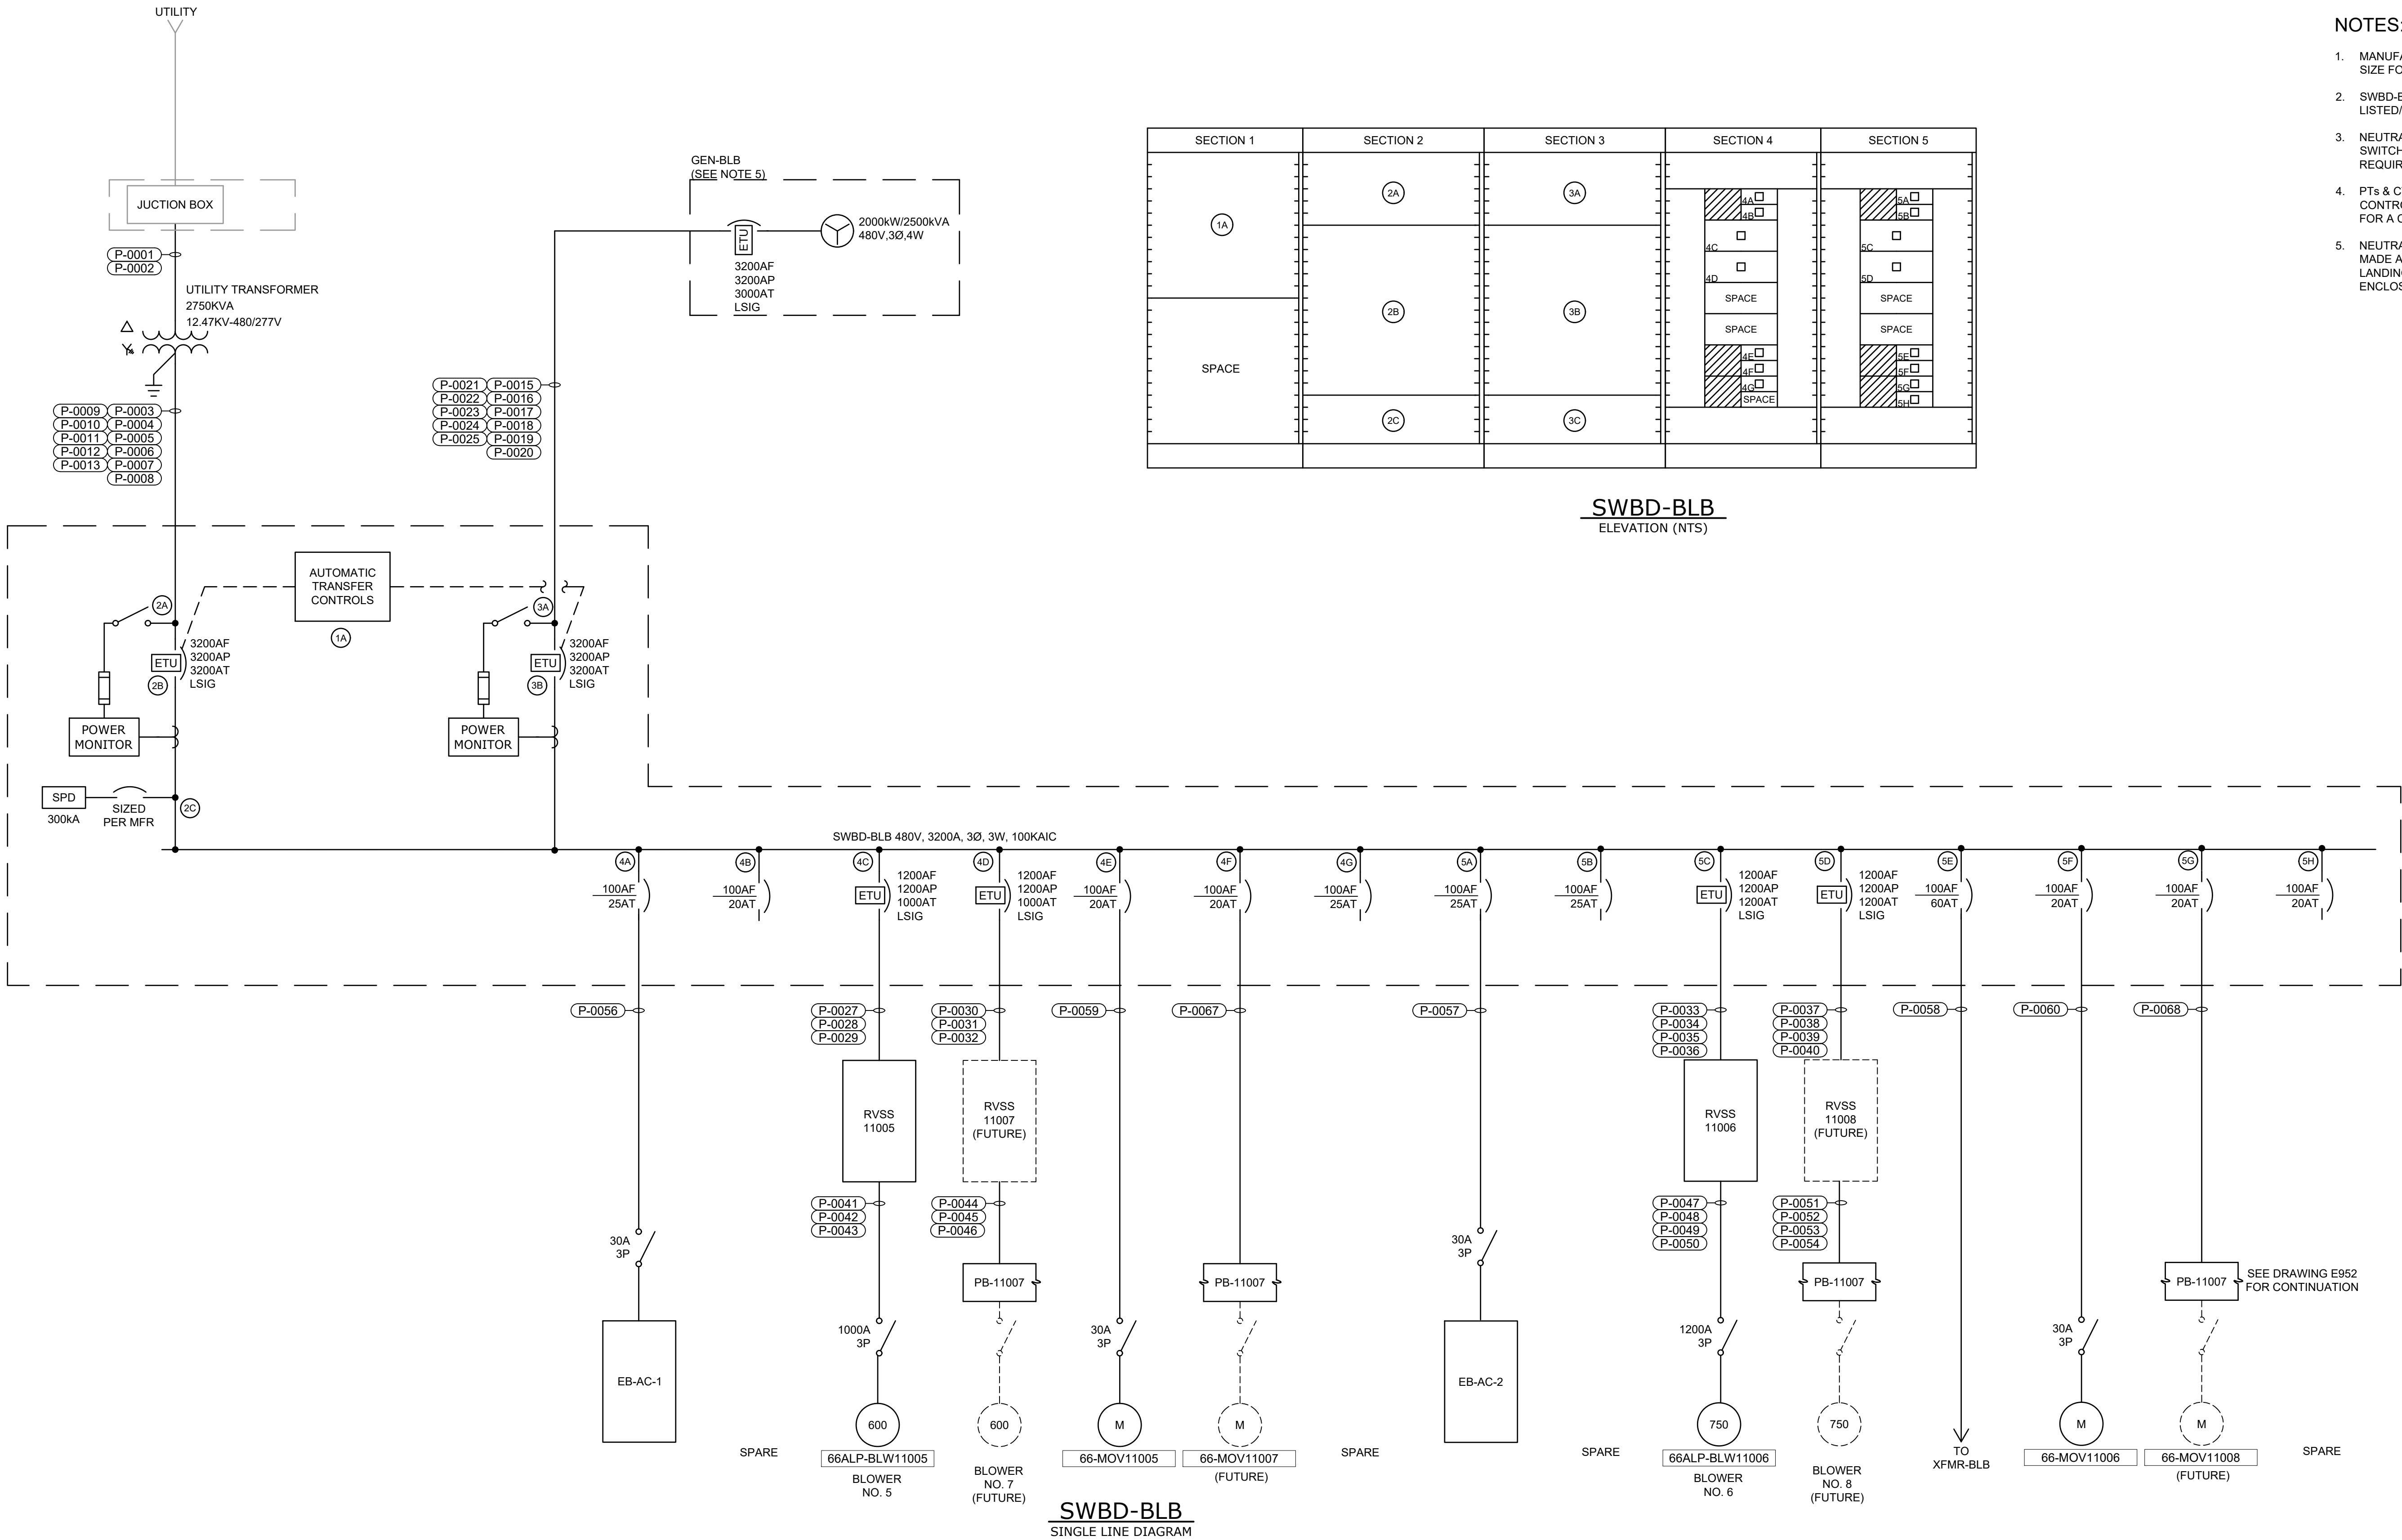 UTILITY
JUCTION BOX
P-0001
P-0002
UTILITY TRANSFORMER
2750KVA
12.47KV-480/277V
P-0009 P-0003
P-0010 P-0004
P-0011 P-0005
P-0012 P-0006
P-0013 P-0007
P-0008
GEN-BLB
(SEE NOTE 5)
ETU
2000kW/2500kVA
480V,3Ø,4W
3200AF
3200AP
3000AT
LSIG
P-0021 P-0015
P-0022 P-0016
P-0023 P-0017
P-0024 P-0018
P-0025 P-0019
P-0020
SECTION 1 SECTION 2 SECTION 3 SECTION 4 SECTION 5
1A
SPACE
2A
2B
2C
3A
3B
3C
4A
4B
4C
4D
SPACE
SPACE
4E
4F
4G
SPACE
5A
5B
5C
5D
SPACE
SPACE
5E
5F
5G
5H
SWBD-BLB
ELEVATION (NTS)
NOTES:
1. MANUFA
SIZE FO
2. SWBD-B
LISTED/
3. NEUTRA
SWITCH
REQUIR
4. PTs & C
CONTRO
FOR A C
5. NEUTRA
MADE A
LANDING
ENCLOS
AUTOMATIC
TRANSFER
CONTROLS
1A
2A
ETU
2B
3200AF
3200AP
3200AT
LSIG
POWER
MONITOR
3A
ETU
3B
3200AF
3200AP
3200AT
LSIG
POWER
MONITOR
SPD
300kA
SIZED
PER MFR
2C
SWBD-BLB 480V, 3200A, 3Ø, 3W, 100KAIC
4A
100AF
25AT
P-0056
30A
3P
EB-AC-1
4B
100AF
20AT
SPARE
4C
ETU
1200AF
1200AP
1000AT
LSIG
P-0027
P-0028
P-0029
RVSS
11005
P-0041
P-0042
P-0043
1000A
3P
600
66ALP-BLW11005
BLOWER
NO. 5
4D
ETU
1200AF
1200AP
1000AT
LSIG
P-0030
P-0031
P-0032
RVSS
11007
(FUTURE)
P-0044
P-0045
P-0046
PB-11007
600
BLOWER
NO. 7
(FUTURE)
4E
100AF
20AT
P-0059
30A
3P
M
66-MOV11005
4F
100AF
20AT
P-0067
PB-11007
M
66-MOV11007
(FUTURE)
4G
100AF
25AT
SPARE
5A
100AF
25AT
P-0057
30A
3P
EB-AC-2
5B
100AF
25AT
SPARE
5C
ETU
1200AF
1200AP
1200AT
LSIG
P-0033
P-0034
P-0035
P-0036
RVSS
11006
P-0047
P-0048
P-0049
P-0050
1200A
3P
750
66ALP-BLW11006
BLOWER
NO. 6
5D
ETU
1200AF
1200AP
1200AT
LSIG
P-0037
P-0038
P-0039
P-0040
RVSS
11008
(FUTURE)
P-0051
P-0052
P-0053
P-0054
PB-11007
750
BLOWER
NO. 8
(FUTURE)
5E
100AF
60AT
P-0058
TO
XFMR-BLB
5F
100AF
20AT
P-0060
30A
3P
M
66-MOV11006
5G
100AF
20AT
P-0068
PB-11007
SEE DRAWING E952
FOR CONTINUATION
M
66-MOV11008
(FUTURE)
5H
100AF
20AT
SPARE
SWBD-BLB
SINGLE LINE DIAGRAM